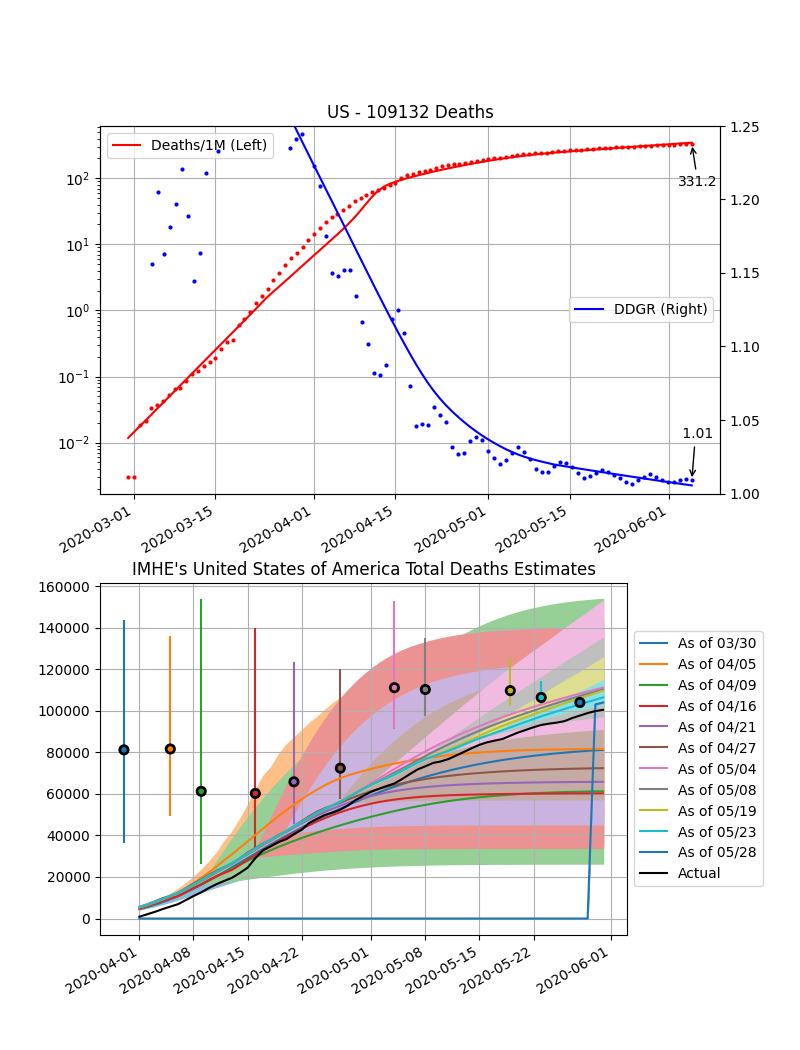 US - 109132 Deaths
Deaths/1M (Left)
DDGR (Right)
331.2
1.01
10²
10¹
10⁰
10⁻¹
10⁻²
1.25
1.20
1.15
1.10
1.05
1.00
2020-03-01
2020-03-15
2020-04-01
2020-04-15
2020-05-01
2020-05-15
2020-06-01
IMHE's United States of America Total Deaths Estimates
160000
140000
120000
100000
80000
60000
40000
20000
0
2020-04-01
2020-04-08
2020-04-15
2020-04-22
2020-05-01
2020-05-08
2020-05-15
2020-05-22
2020-06-01
As of 03/30
As of 04/05
As of 04/09
As of 04/16
As of 04/21
As of 04/27
As of 05/04
As of 05/08
As of 05/19
As of 05/23
As of 05/28
Actual